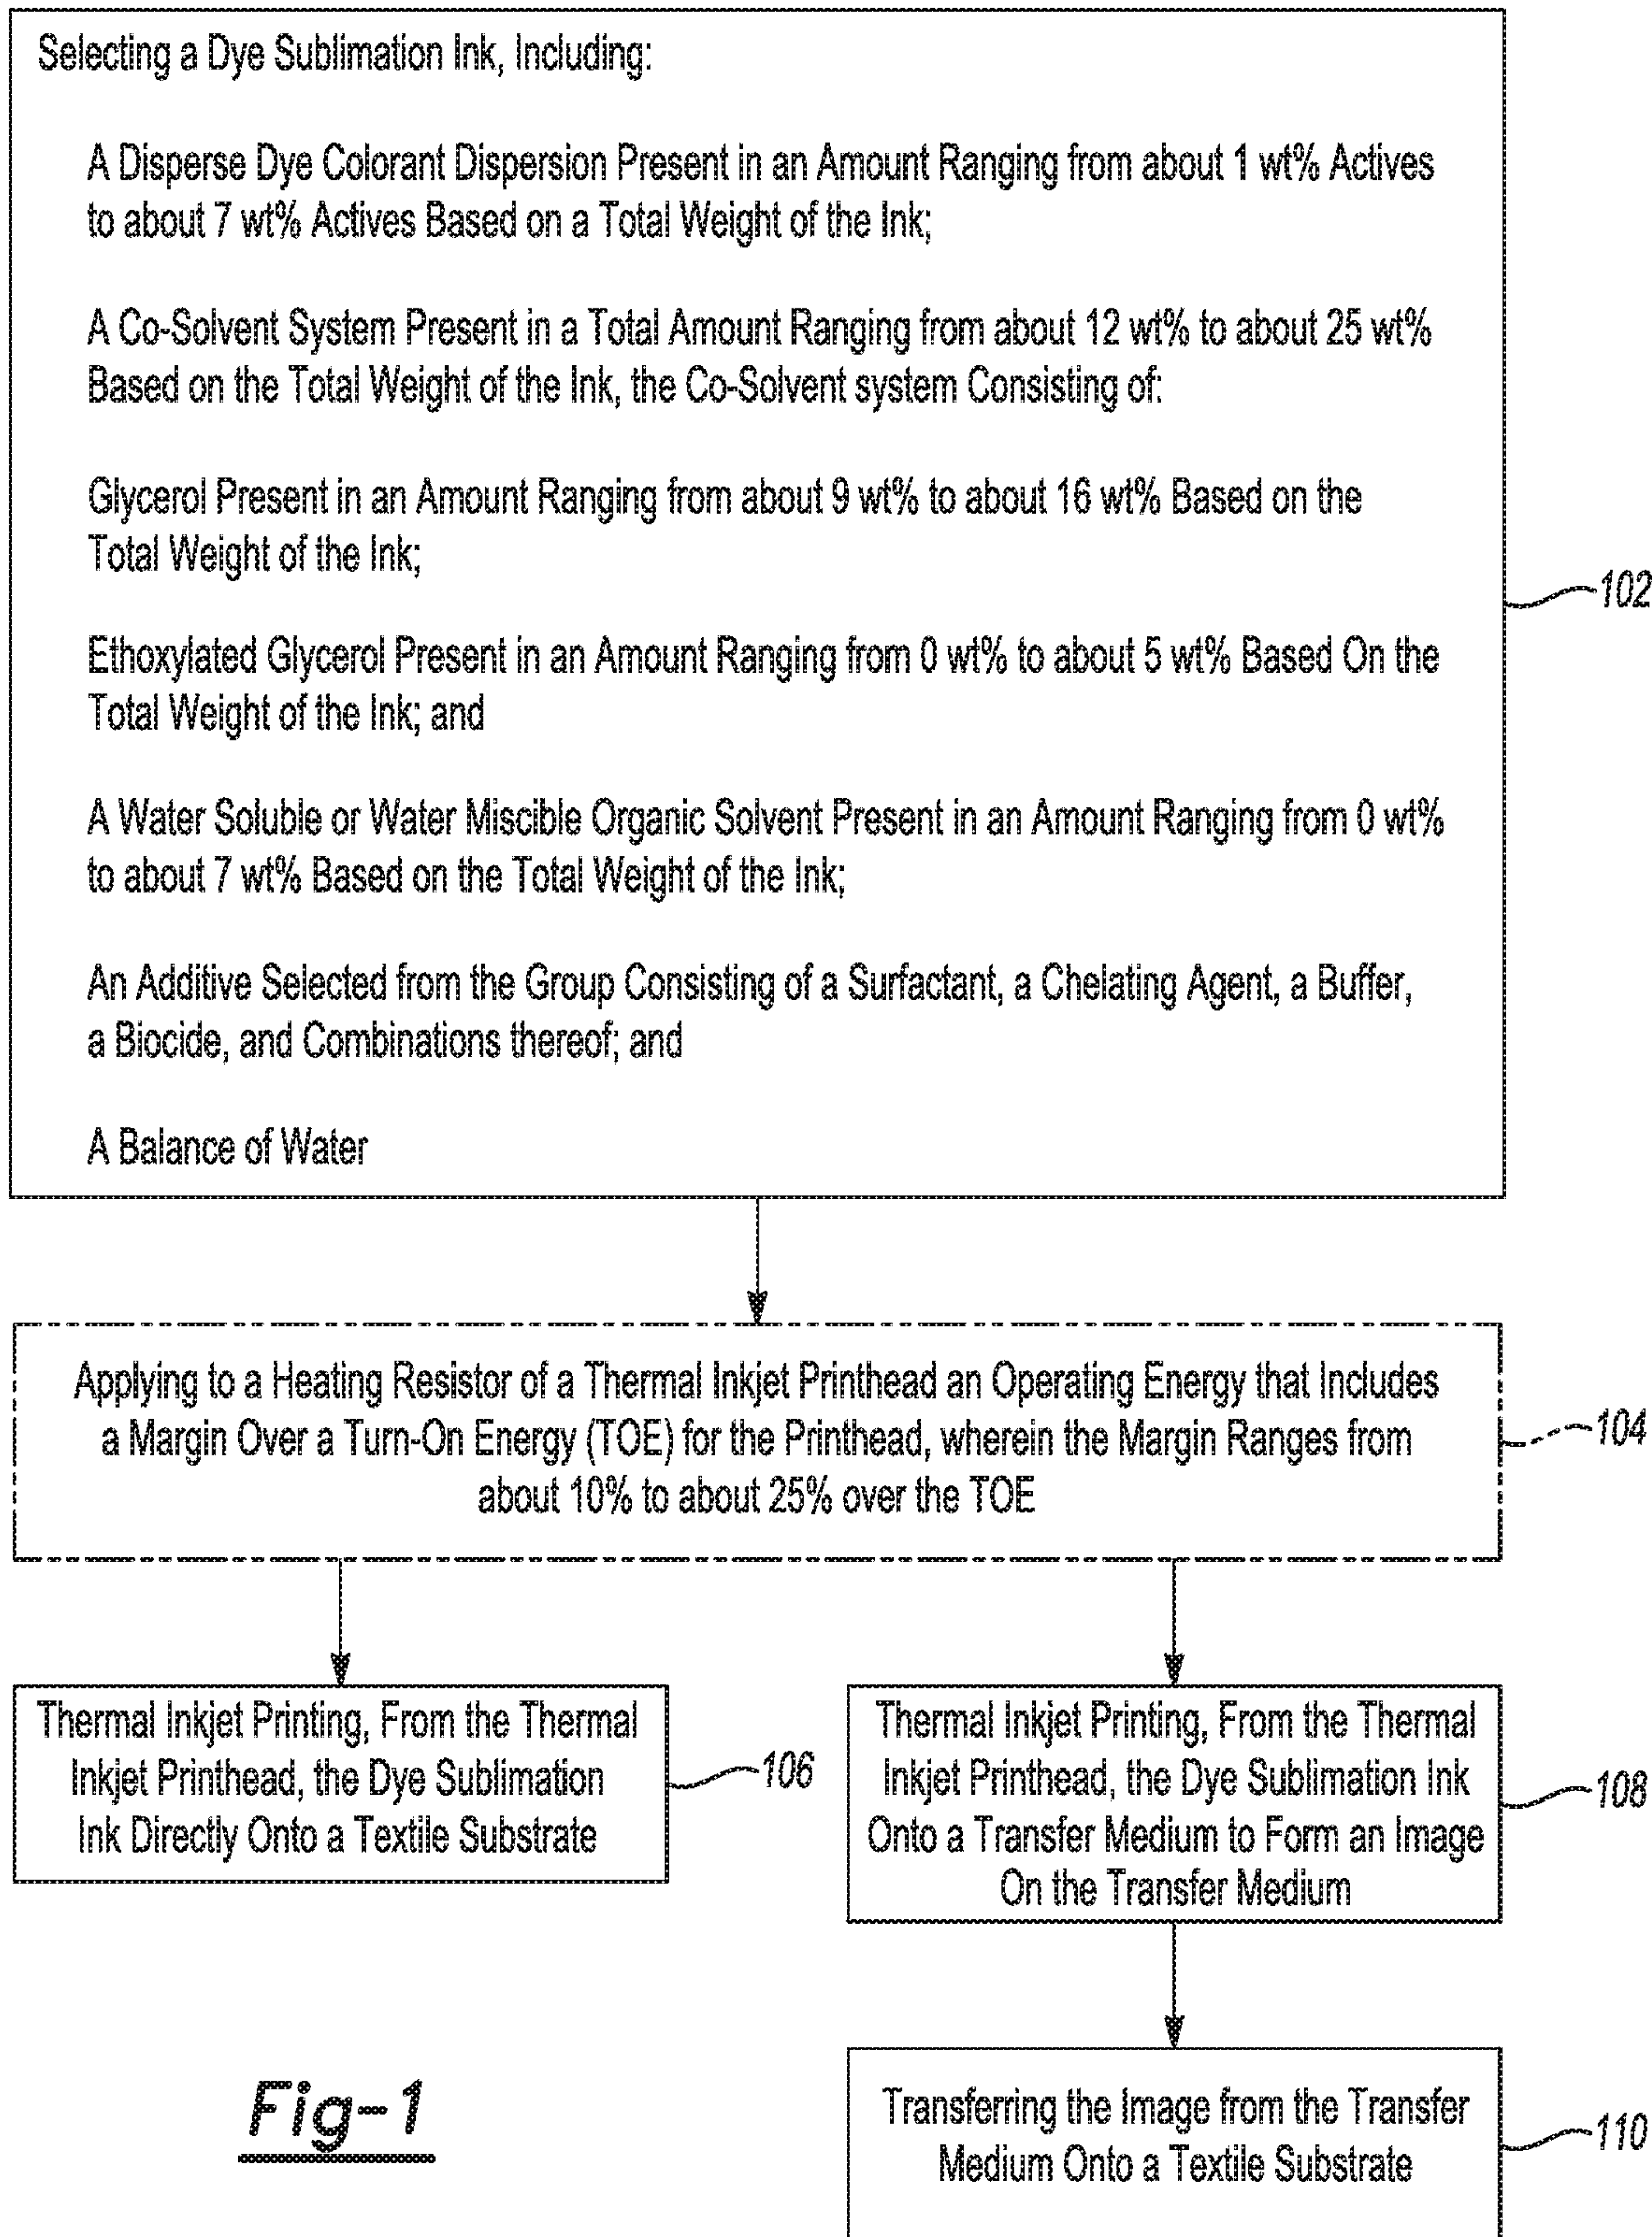 Selecting a Dye Sublimation Ink, Including:
A Disperse Dye Colorant Dispersion Present in an Amount Ranging from about 1 wt% Actives
to about 7 wt% Actives Based on a Total Weight of the Ink;
A Co-Solvent System Present in a Total Amount Ranging from about 12 wt% to about 25 wt%
Based on the Total Weight of the Ink, the Co-Solvent system Consisting of:
Glycerol Present in an Amount Ranging from about 9 wt% to about 16 wt% Based on the
Total Weight of the Ink;
Ethoxylated Glycerol Present in an Amount Ranging from 0 wt% to about 5 wt% Based On the
Total Weight of the Ink; and
A Water Soluble or Water Miscible Organic Solvent Present in an Amount Ranging from 0 wt%
to about 7 wt% Based on the Total Weight of the Ink;
An Additive Selected from the Group Consisting of a Surfactant, a Chelating Agent, a Buffer,
a Biocide, and Combinations thereof; and
A Balance of Water
102
Applying to a Heating Resistor of a Thermal Inkjet Printhead an Operating Energy that Includes
a Margin Over a Turn-On Energy (TOE) for the Printhead, wherein the Margin Ranges from
about 10% to about 25% over the TOE
104
Thermal Inkjet Printing, From the Thermal
Inkjet Printhead, the Dye Sublimation
Ink Directly Onto a Textile Substrate
106
Thermal Inkjet Printing, From the Thermal
Inkjet Printhead, the Dye Sublimation Ink
Onto a Transfer Medium to Form an Image
On the Transfer Medium
108
Transferring the Image from the Transfer
Medium Onto a Textile Substrate
110
Fig-1